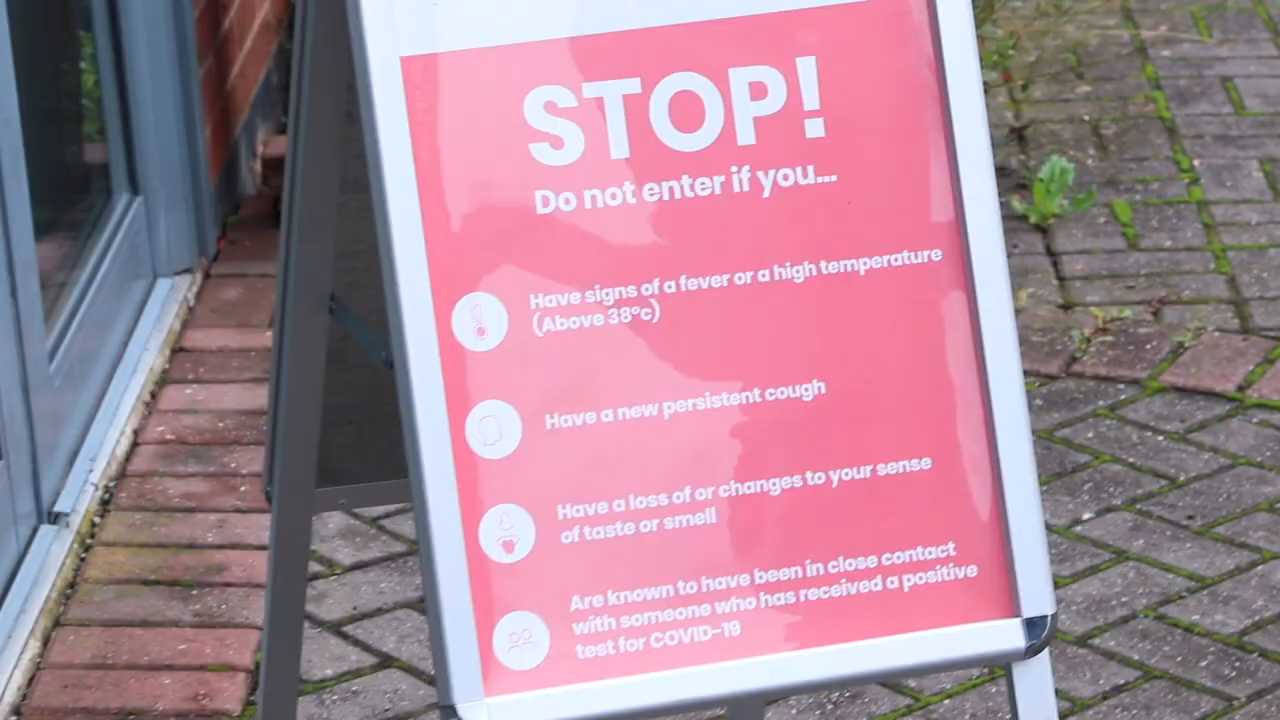 STOP!
Do not enter if you...
Have signs of a fever or a high temperature
(Above 38°c)
Have a new persistent cough
Have a loss of or changes to your sense
of taste or smell
Are known to have been in close contact
with someone who has received a positive
test for COVID-19